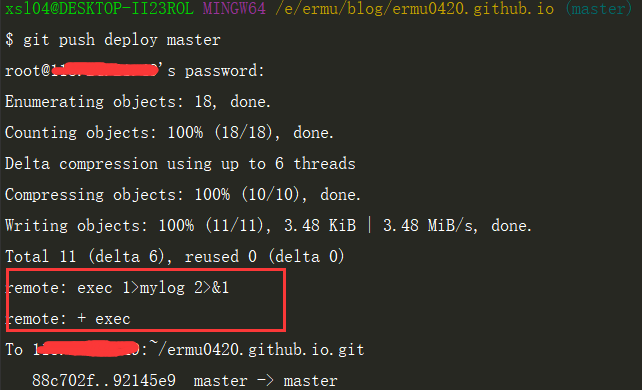 xsl04@DESKTOP-II23ROL MINGW64 /e/ermu/blog/ermu0420.github.io (master)
$ git push deploy master
root@ 's password:
Enumerating objects: 18, done.
Counting objects: 100% (18/18), done.
Delta compression using up to 6 threads
Compressing objects: 100% (10/10), done.
Writing objects: 100% (11/11), 3.48 KiB | 3.48 MiB/s, done.
Total 11 (delta 6), reused 0 (delta 0)
remote: exec 1>mylog 2>&1
remote: + exec
To :~/ermu0420.github.io.git
88c702f..92145e9 master -> master